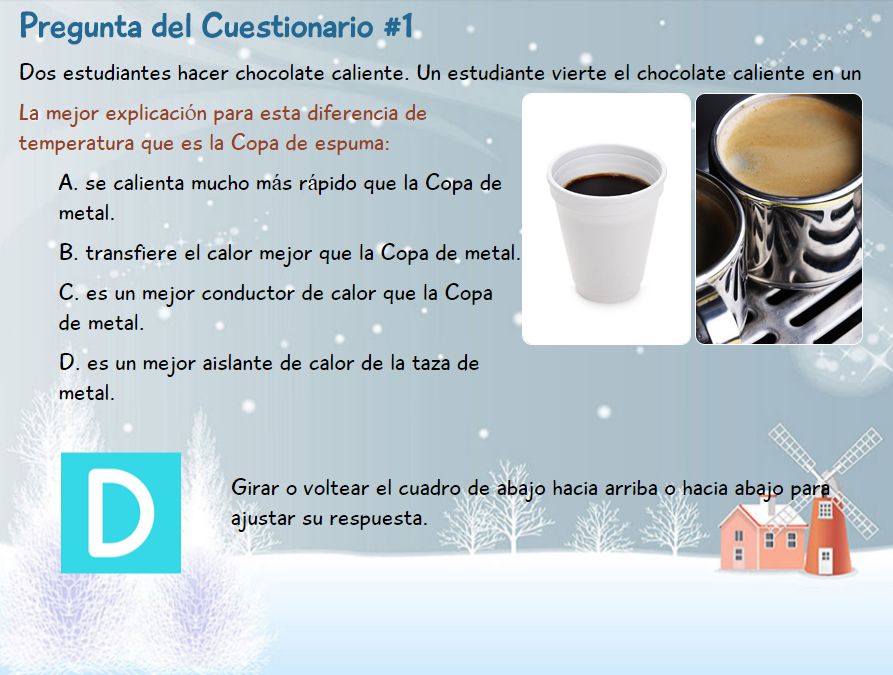 Pregunta del Cuestionario #1
Dos estudiantes hacer chocolate caliente. Un estudiante vierte el chocolate caliente en un
La mejor explicación para esta diferencia de
temperatura que es la Copa de espuma:
A. se calienta mucho más rápido que la Copa de
metal.
B. transfiere el calor mejor que la Copa de metal.
C. es un mejor conductor de calor que la Copa
de metal.
D. es un mejor aislante de calor de la taza de
metal.
D
Girar o voltear el cuadro de abajo hacia arriba o hacia abajo para
ajustar su respuesta.